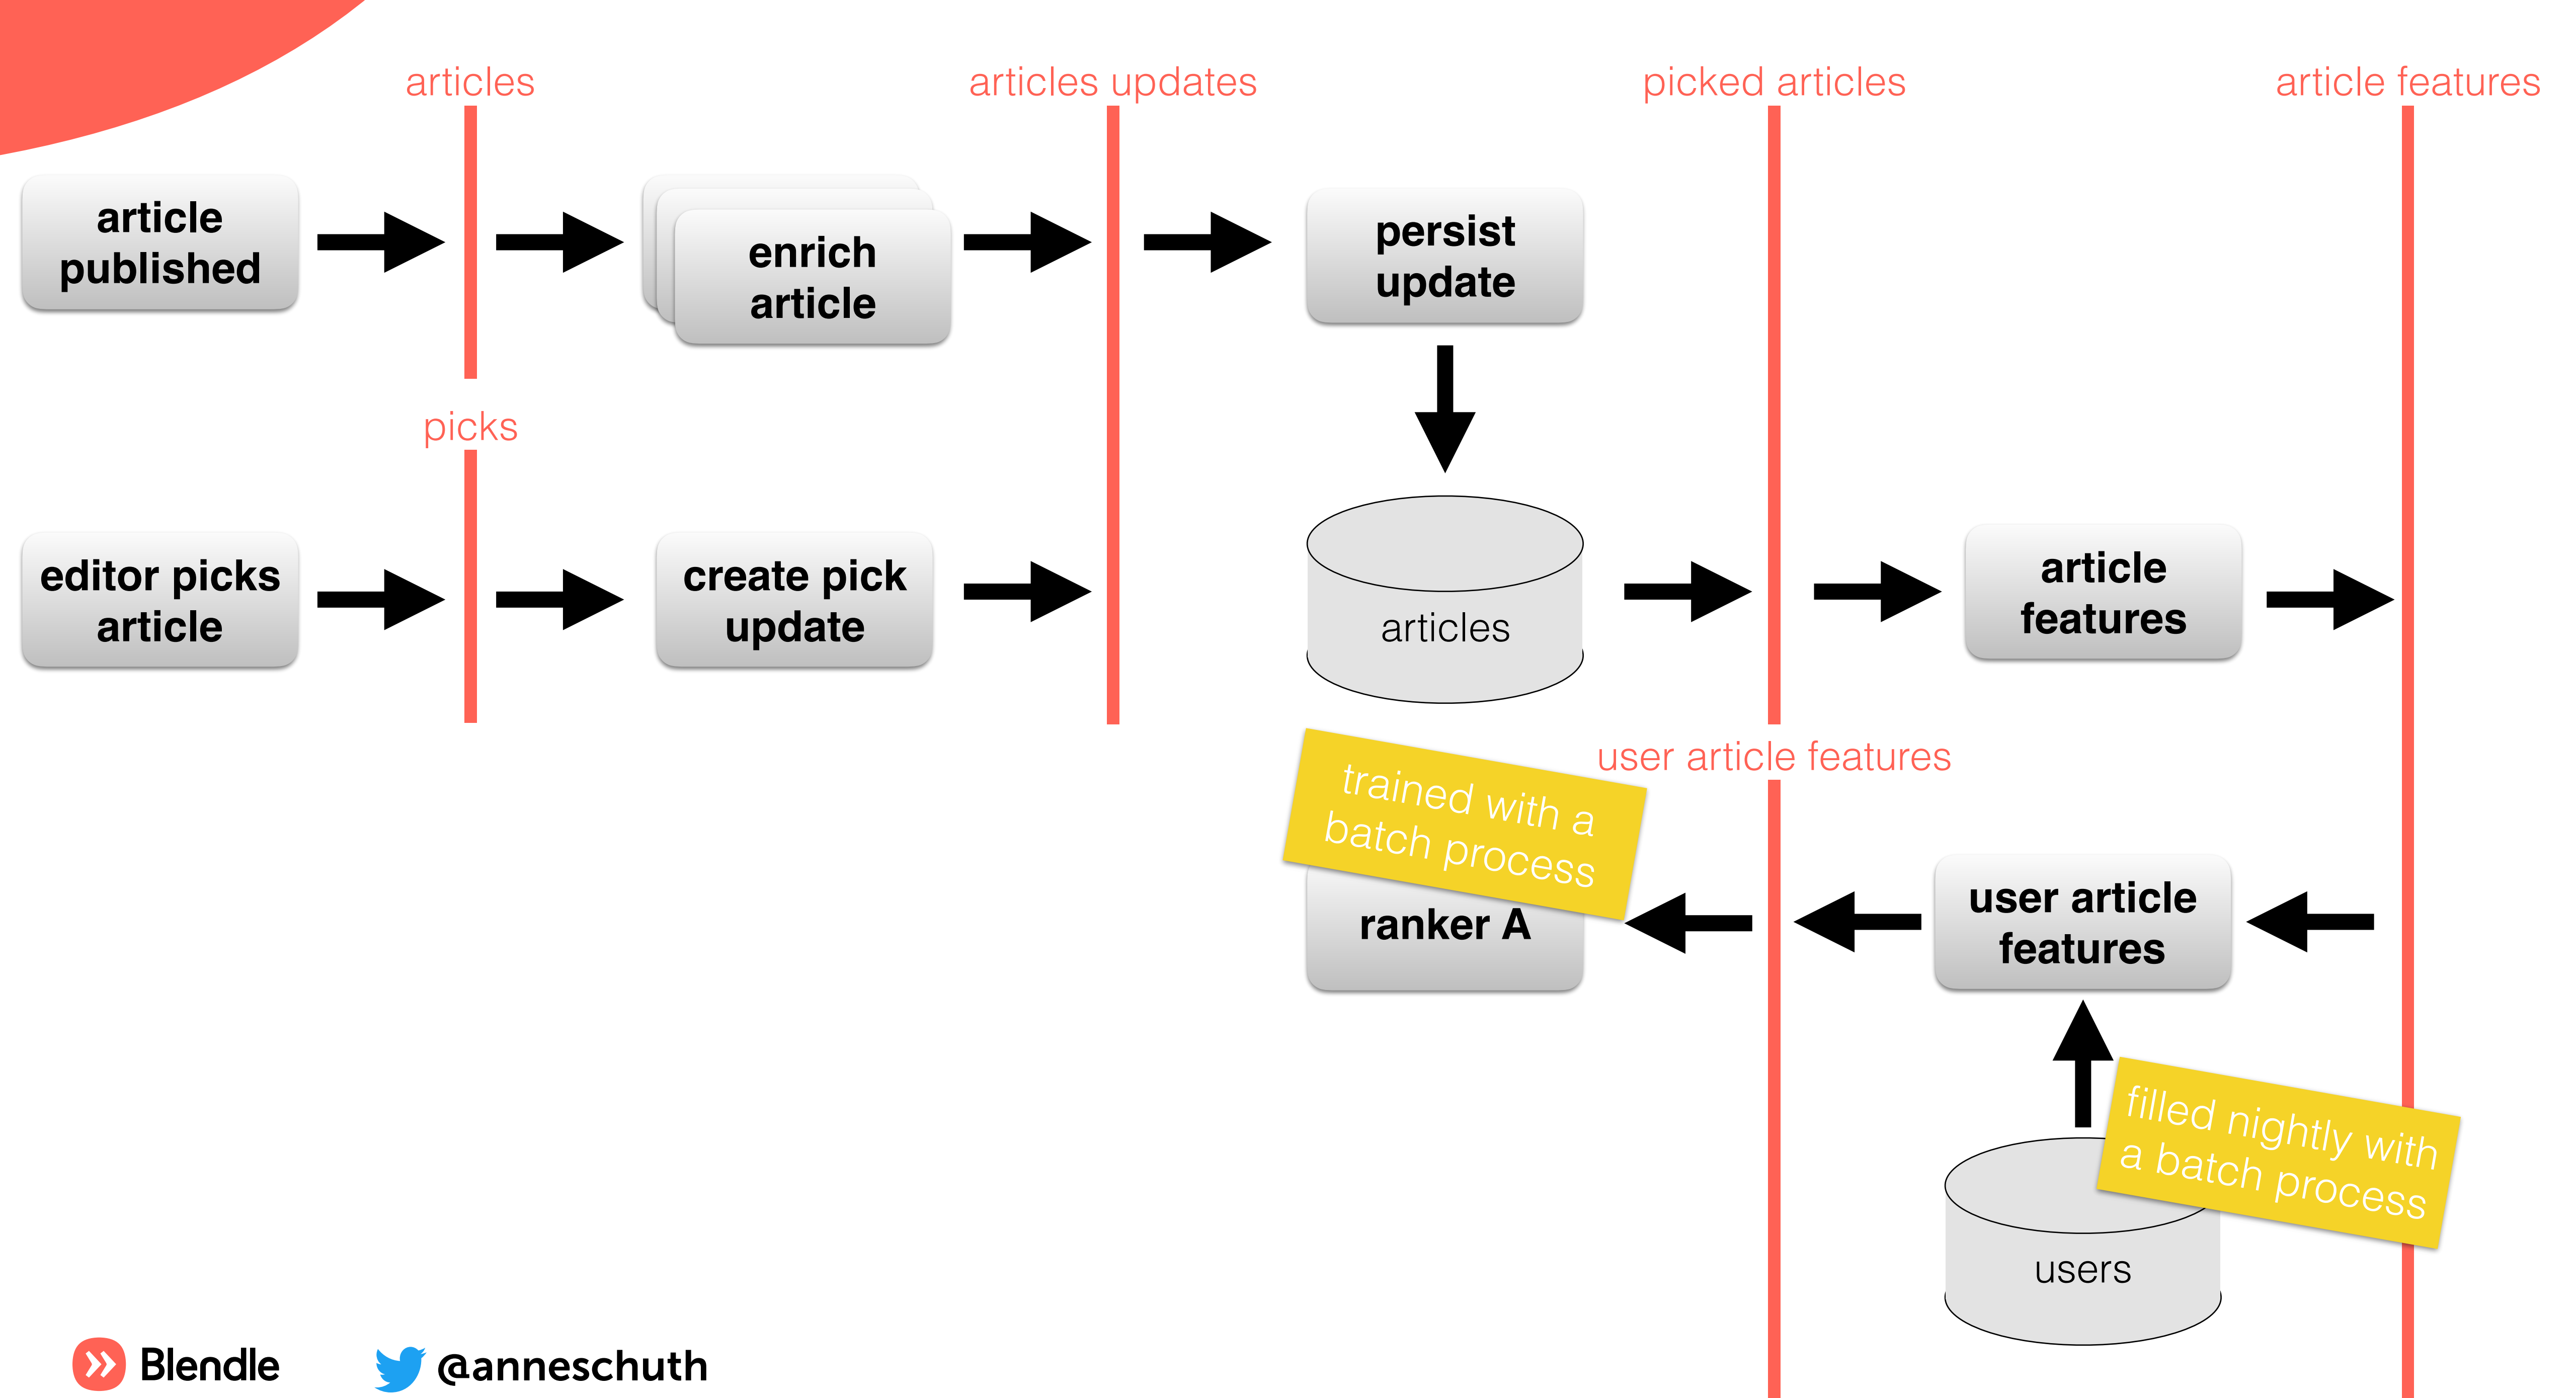 articles
articles updates
picked articles
article features
article
published
enrich
article
persist
update
picks
editor picks
article
create pick
update
articles
article
features
user article features
trained with a
batch process
ranker A
user article
features
filled nightly with
a batch process
users
Blendle
@anneschuth